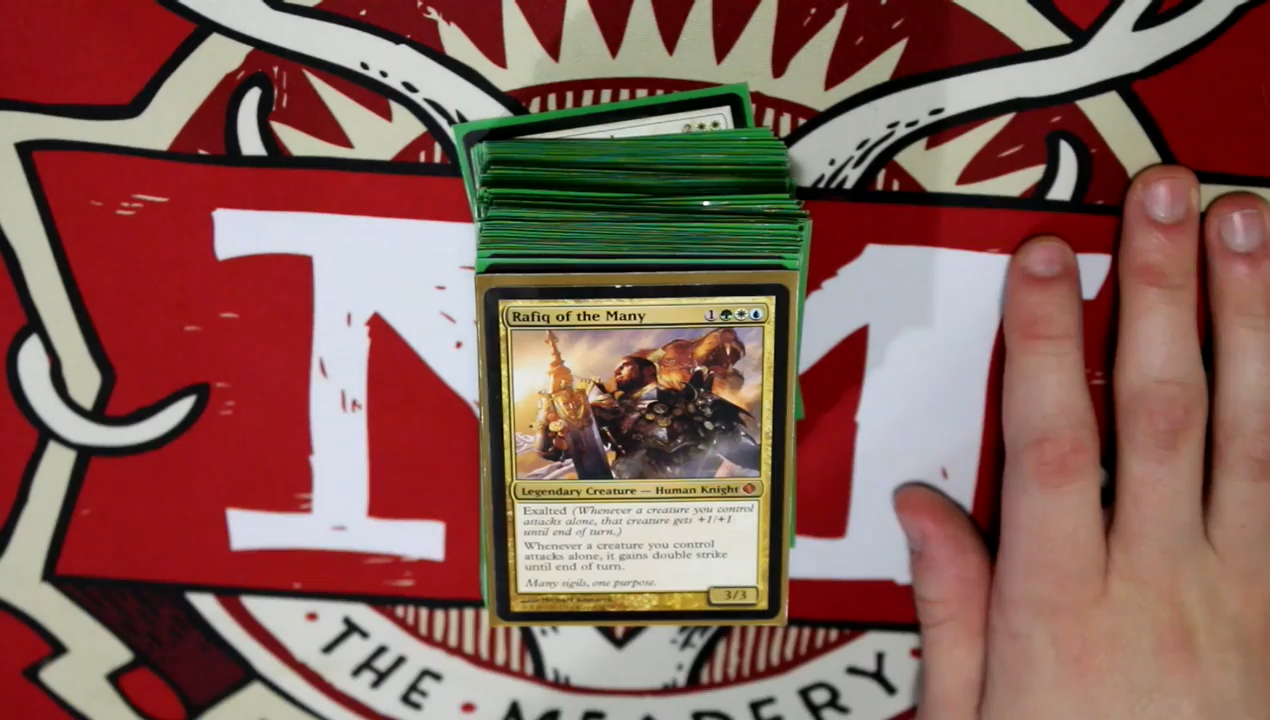 Rafiq of the Many 1
Legendary Creature — Human Knight
Exalted (Whenever a creature you control
attacks alone, that creature gets +1/+1
until end of turn.)
Whenever a creature you control
attacks alone, it gains double strike
until end of turn.
Many sigils, one purpose.
3/3
THE MEADERY